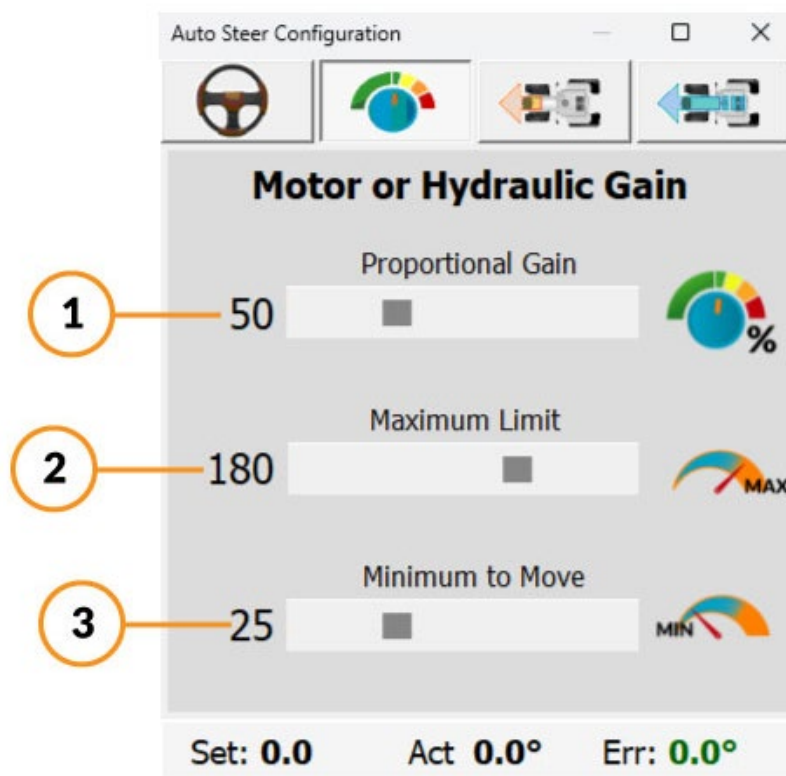 Auto Steer Configuration
Motor or Hydraulic Gain
Proportional Gain
1 50 %
Maximum Limit
2 180 MAX
Minimum to Move
3 25 MIN
Set: 0.0 Act 0.0° Err: 0.0°